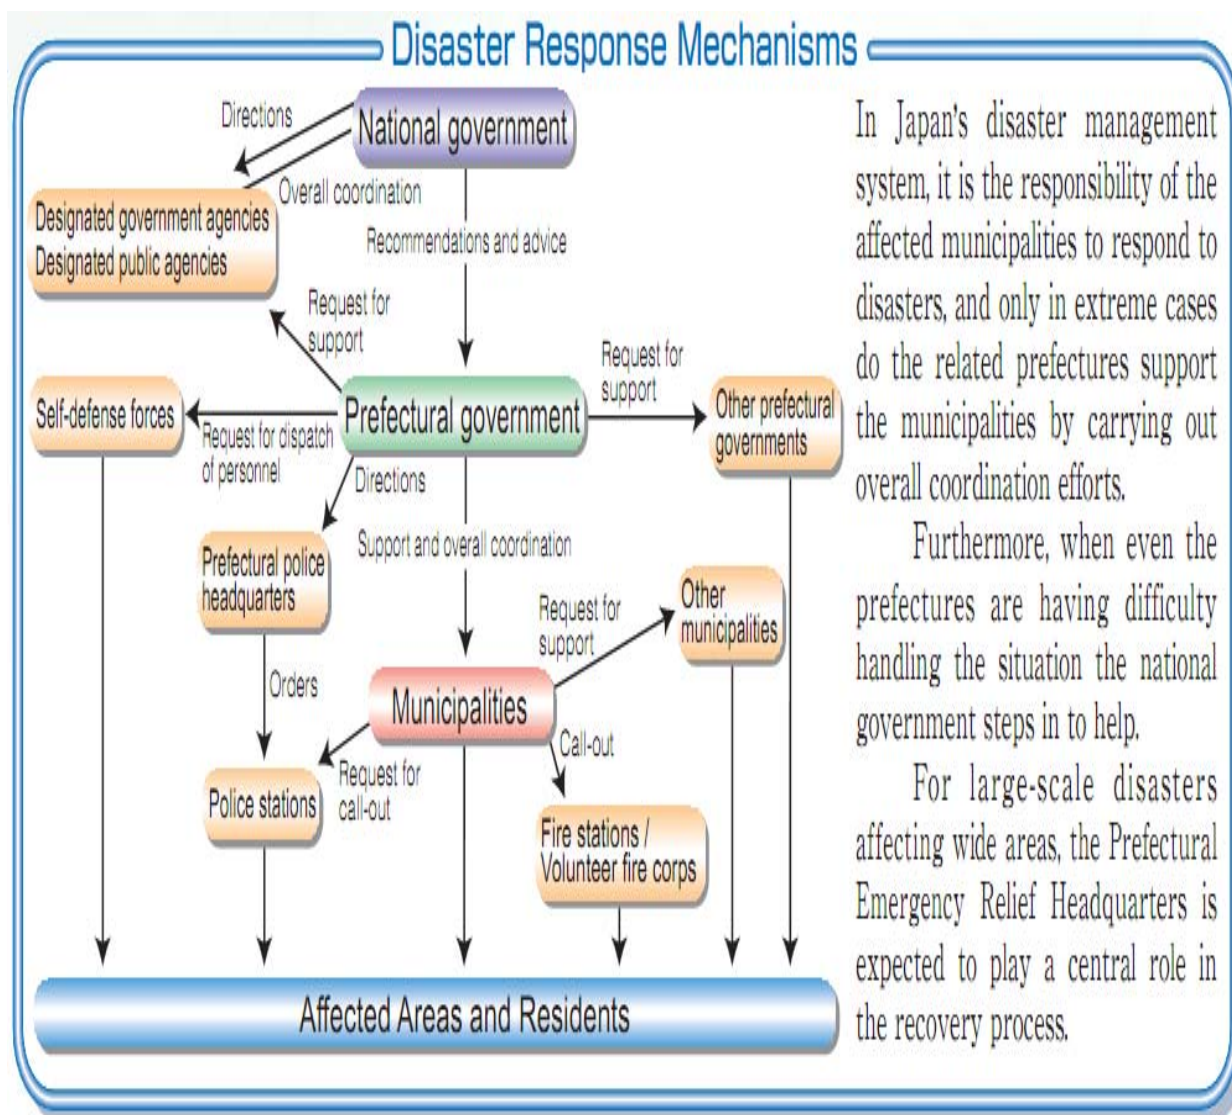 Disaster Response Mechanisms
Directions
National government
Overall coordination
Designated government agencies
Designated public agencies
Recommendations and advice
Request for
support
Self-defense forces
Request for dispatch
of personnel
Prefectural government
Request for
support
Other prefectural
governments
Directions
Prefectural police
headquarters
Support and overall coordination
Request for
support
Other
municipalities
Orders
Municipalities
Call-out
Police stations
Request for
call-out
Fire stations /
Volunteer fire corps
Affected Areas and Residents
In Japan's disaster management
system, it is the responsibility of the
affected municipalities to respond to
disasters, and only in extreme cases
do the related prefectures support
the municipalities by carrying out
overall coordination efforts.
Furthermore, when even the
prefectures are having difficulty
handling the situation the national
government steps in to help.
For large-scale disasters
affecting wide areas, the Prefectural
Emergency Relief Headquarters is
expected to play a central role in
the recovery process.